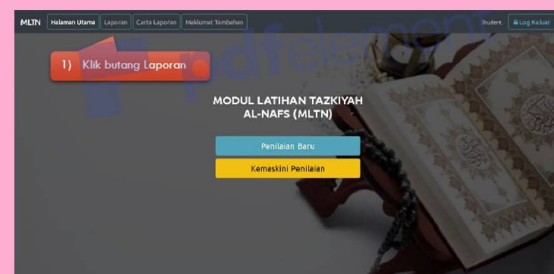 MLTN Halaman Utama Laporan Carta Laporan Maklumat Tambahan Student Log Keluar
1) Klik butang Laporan
pdfelement
MODUL LATIHAN TAZKIYAH
AL-NAFS (MLTN)
Penilaian Baru
Kemaskini Penilaian